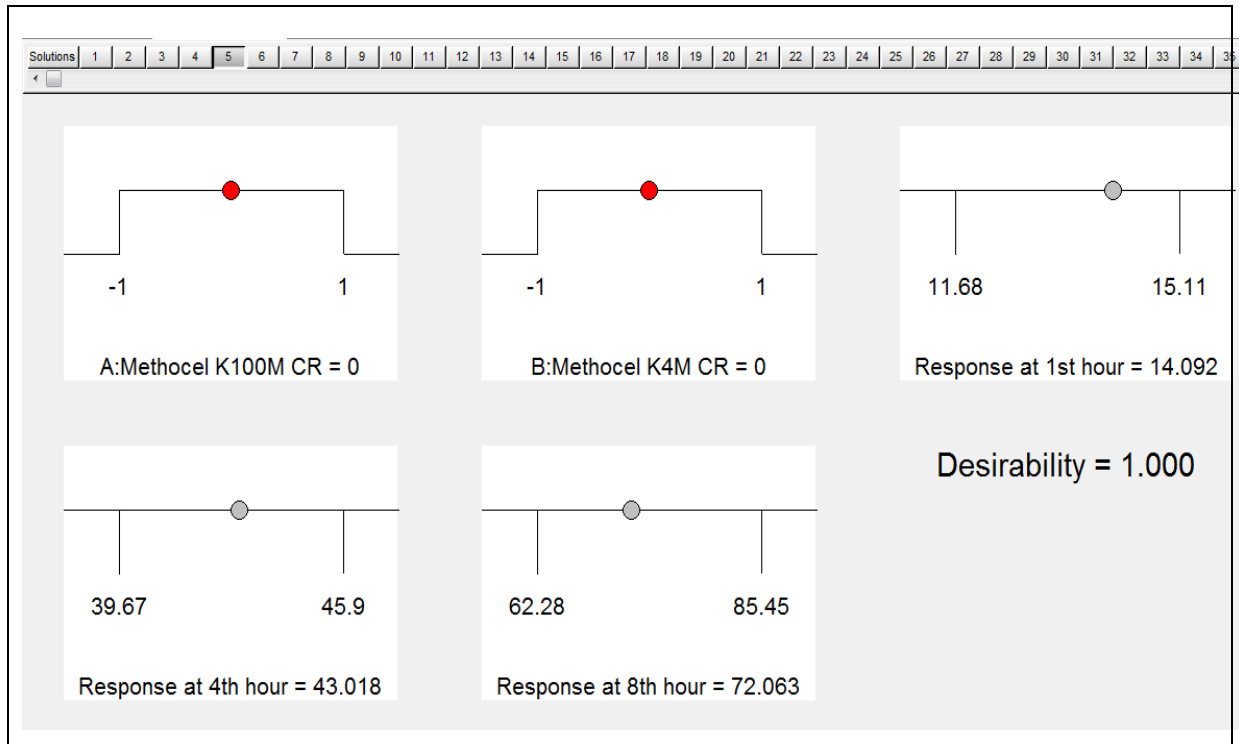 Solutions 1 2 3 4 5 6 7 8 9 10 11 12 13 14 15 16 17 18 19 20 21 22 23 24 25 26 27 28 29 30 31 32 33 34 35
-1 1
A:Methocel K100M CR = 0
-1 1
B:Methocel K4M CR = 0
11.68 15.11
Response at 1st hour = 14.092
39.67 45.9
Response at 4th hour = 43.018
62.28 85.45
Response at 8th hour = 72.063
Desirability = 1.000